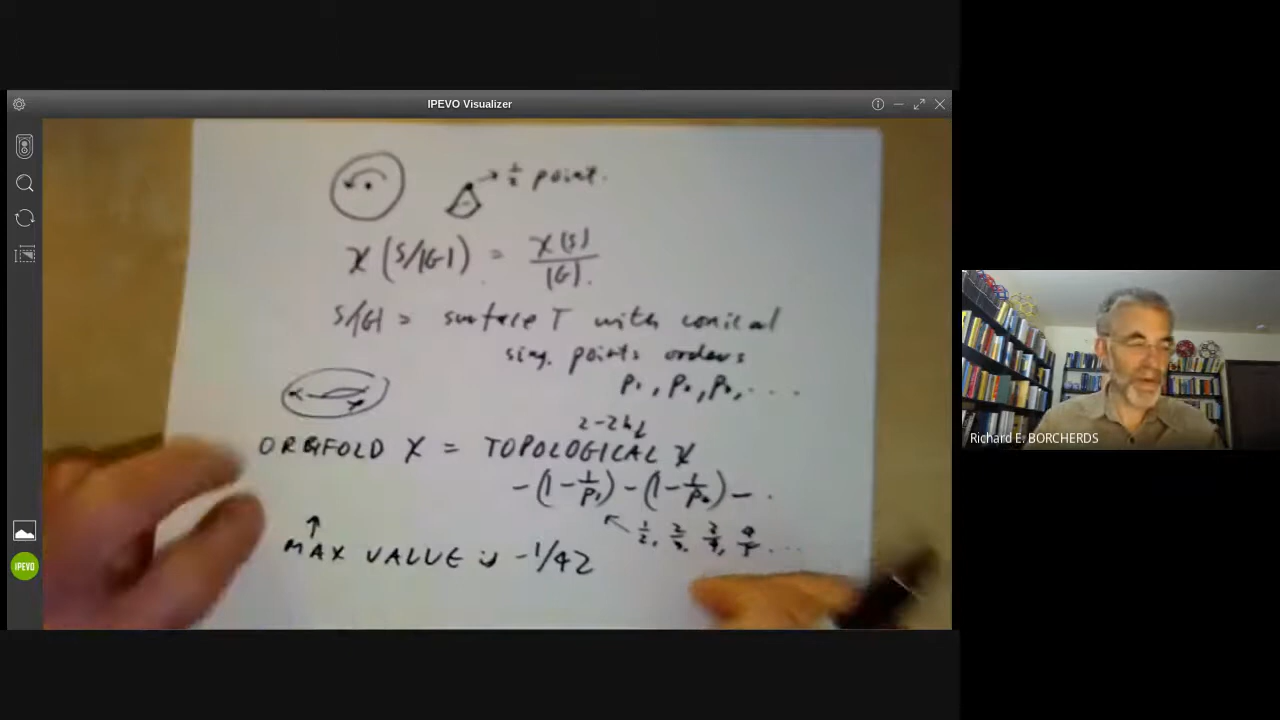 IPEVO Visualizer
→ 1/2 point.
χ(S/|G|) = χ(S)/|G|.
S/|G| = surface T with conical
sing. points orders
p₁, p₂, p₃, ...
2-2h
ORBIFOLD χ = TOPOLOGICAL χ
-(1-1/p₁) - (1-1/p₂) - ..
1/2, 2/3, 3/4, 4/5 ...
MAX VALUE is -1/42
Richard E. BORCHERDS
IPEVO